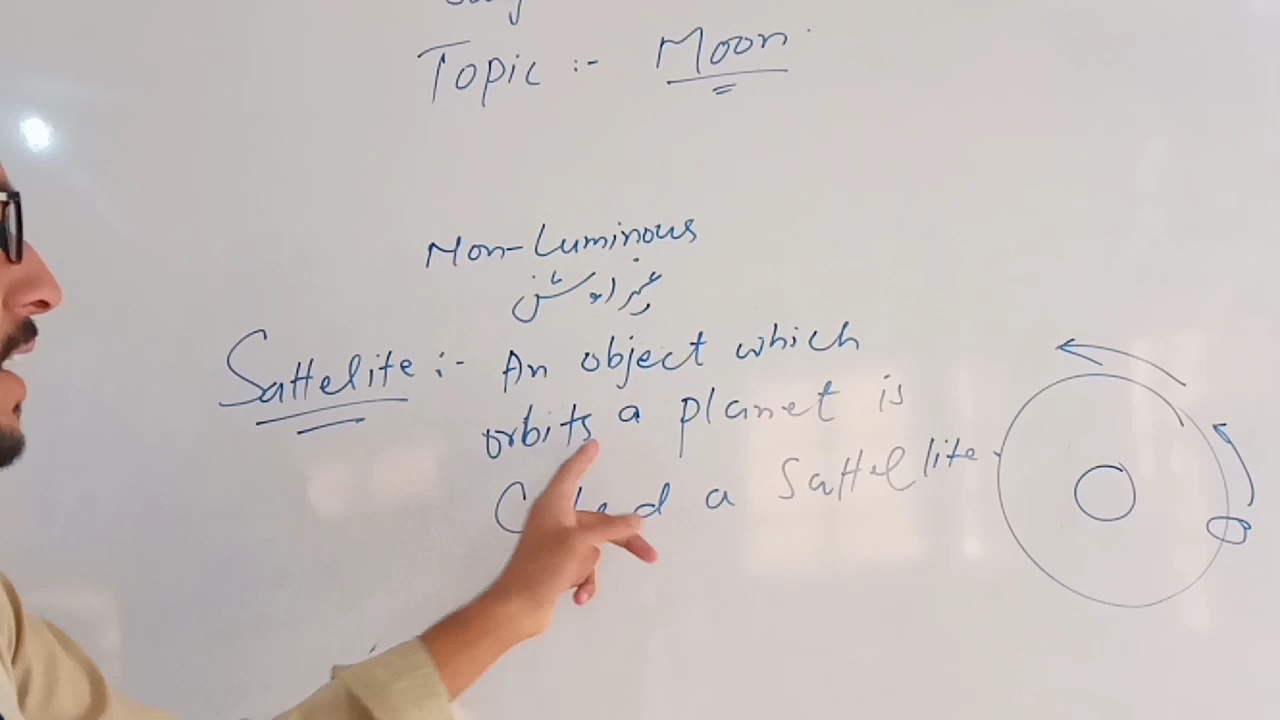 Topic :- Moon
Non-Luminous
غیر روشن
Sattelite :- An object which
orbits a planet is
a Sattellite